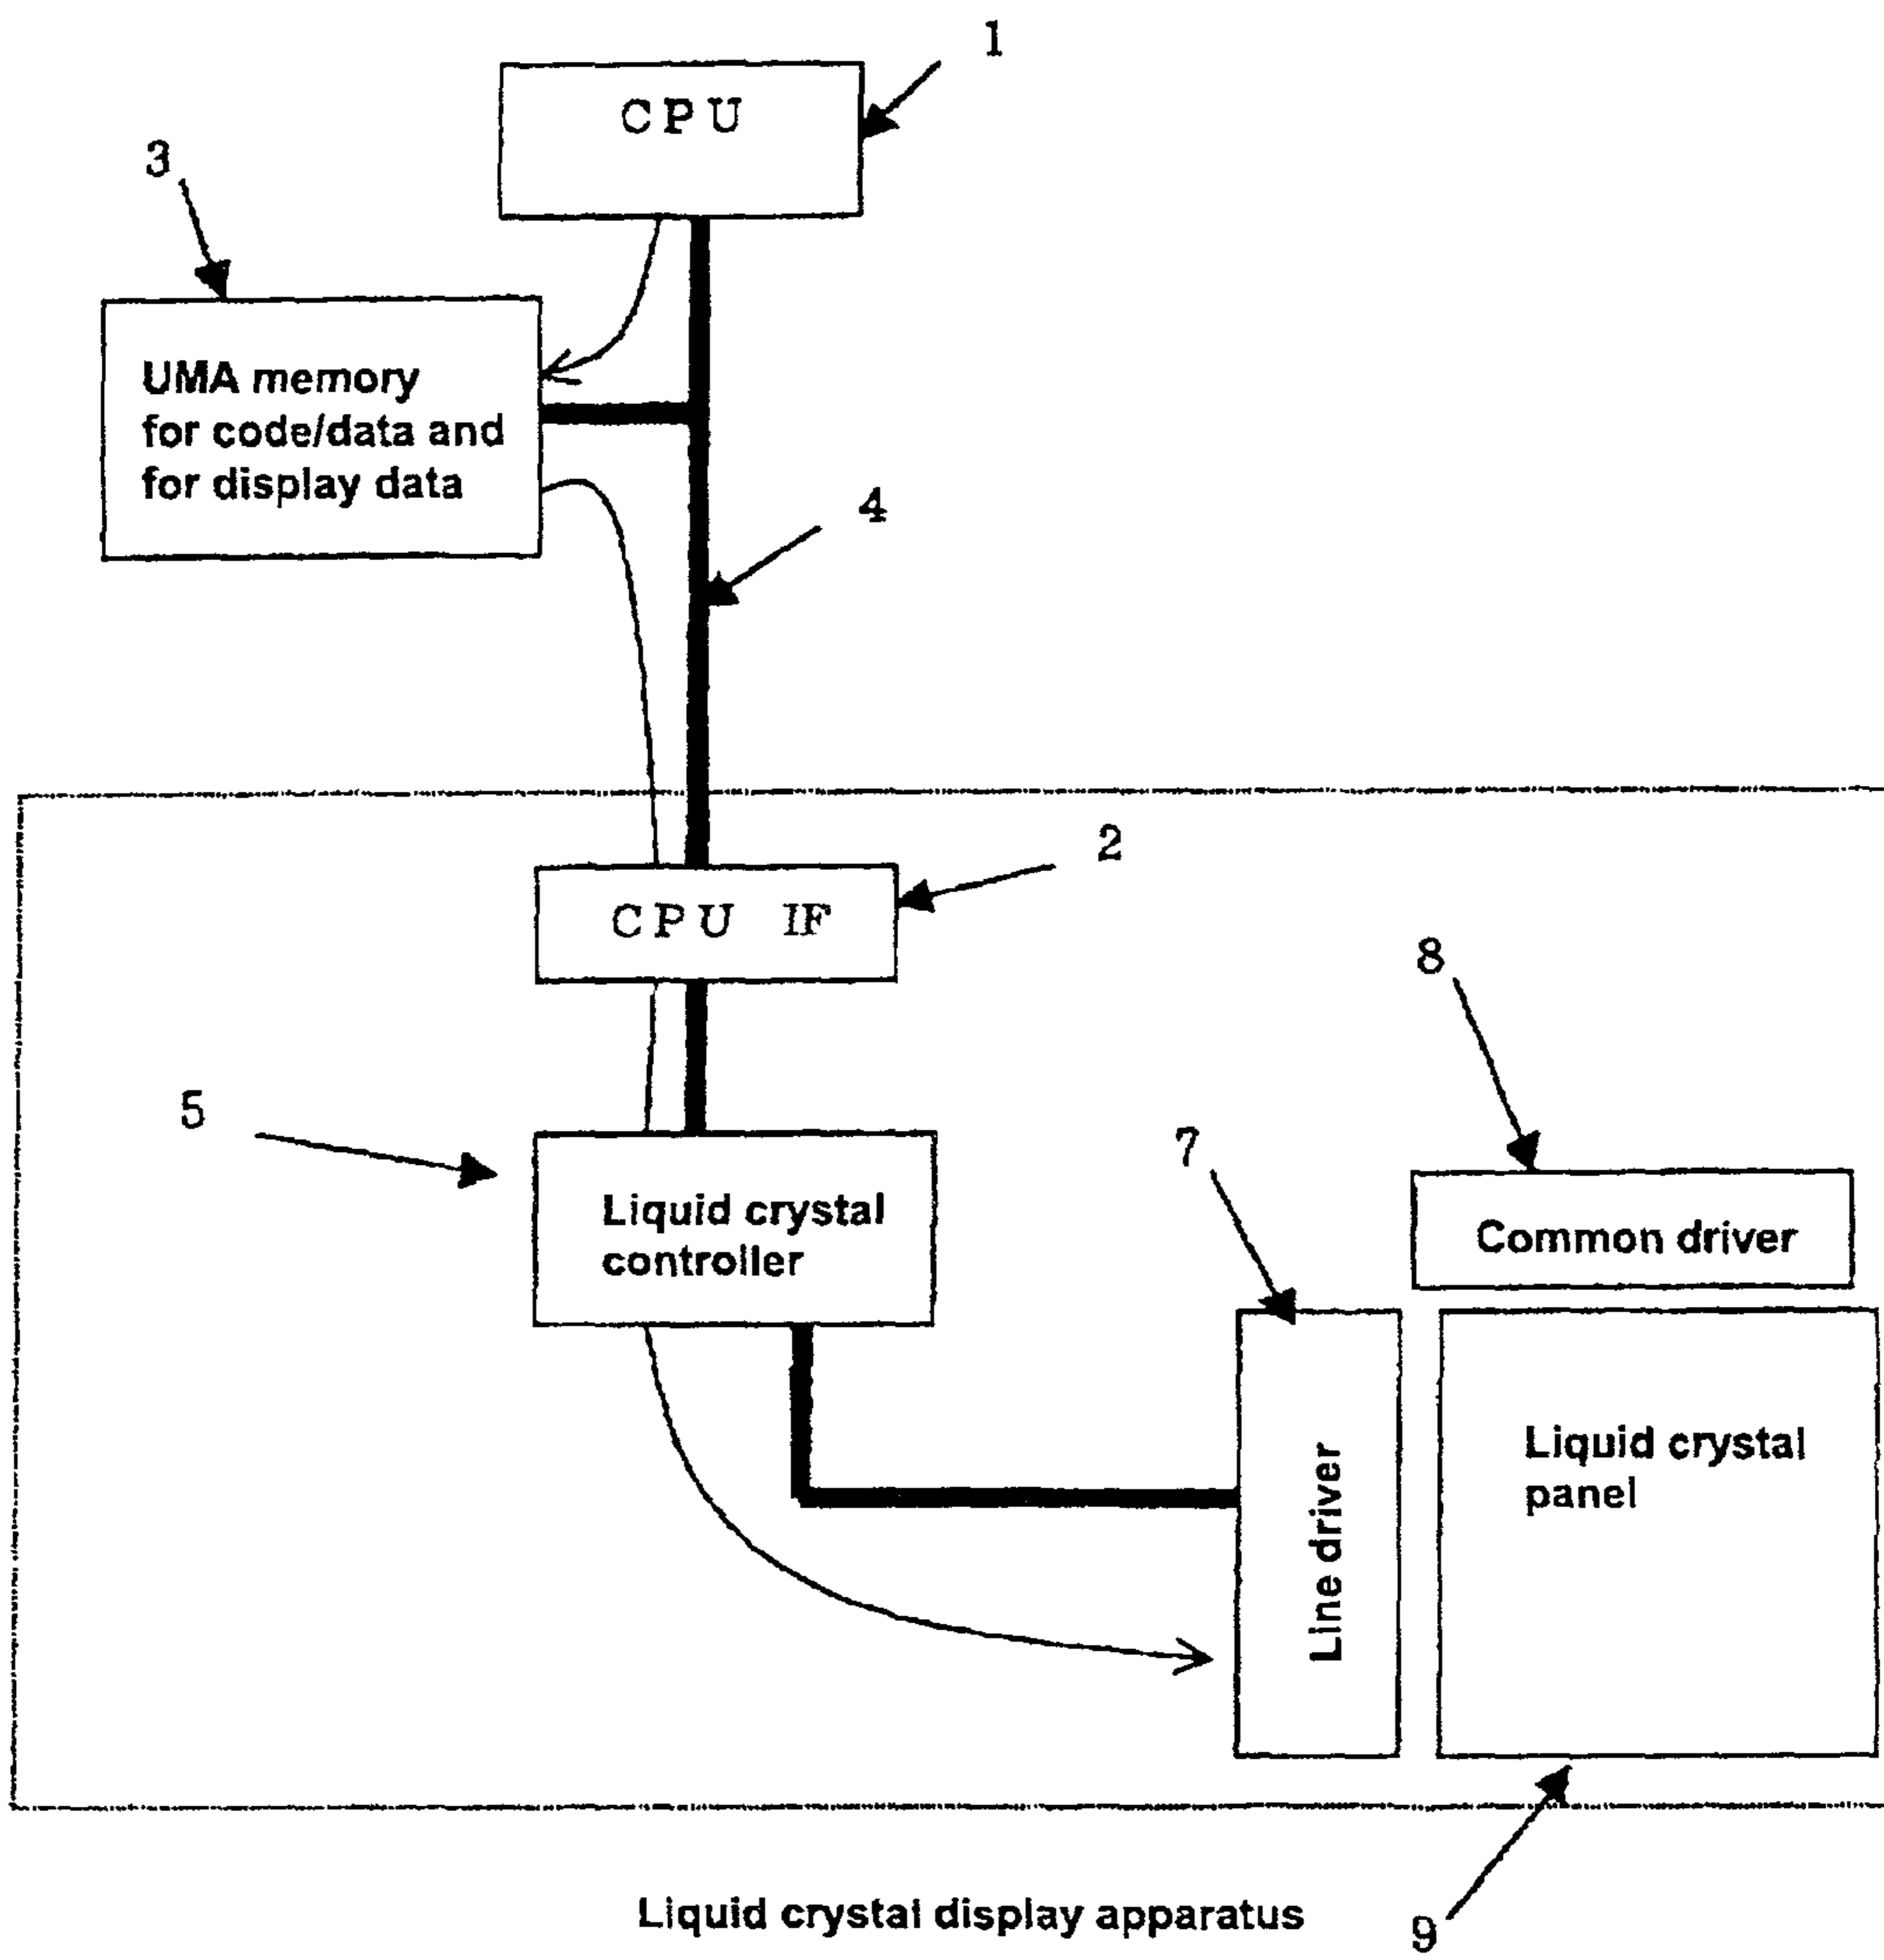 1
CPU
3
UMA memory
for code/data and
for display data
4
2
CPU IF
8
5
7
Liquid crystal
controller
Common driver
Line driver
Liquid crystal
panel
Liquid crystal display apparatus
9